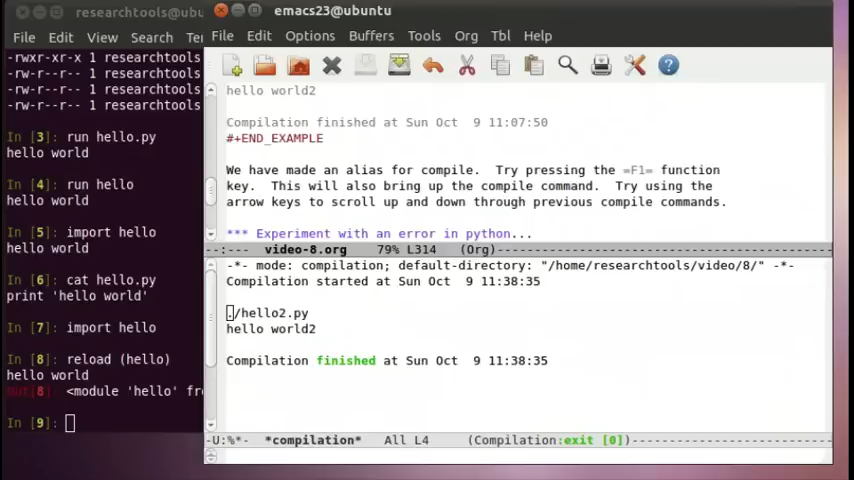 researchtools@ubu
File Edit View Search Te
-rwxr-xr-x 1 researchtools
-rw-r--r-- 1 researchtools
-rw-r--r-- 1 researchtools
-rw-r--r-- 1 researchtools
In [3]: run hello.py
hello world
In [4]: run hello
hello world
In [5]: import hello
hello world
In [6]: cat hello.py
print 'hello world'
In [7]: import hello
In [8]: reload (hello)
hello world
Out[8]: <module 'hello' fr
In [9]:
emacs23@ubuntu
File Edit Options Buffers Tools Org Tbl Help
hello world2
Compilation finished at Sun Oct  9 11:07:50
#+END_EXAMPLE
We have made an alias for compile.  Try pressing the =F1= function
key.  This will also bring up the compile command.  Try using the
arrow keys to scroll up and down through previous compile commands.
*** Experiment with an error in python...
--:---  video-8.org    79% L314   (Org)
-*- mode: compilation; default-directory: "/home/researchtools/video/8/" -*-
Compilation started at Sun Oct  9 11:38:35
./hello2.py
hello world2
Compilation finished at Sun Oct  9 11:38:35
-U:%*-  *compilation*   All L4     (Compilation:exit [0])